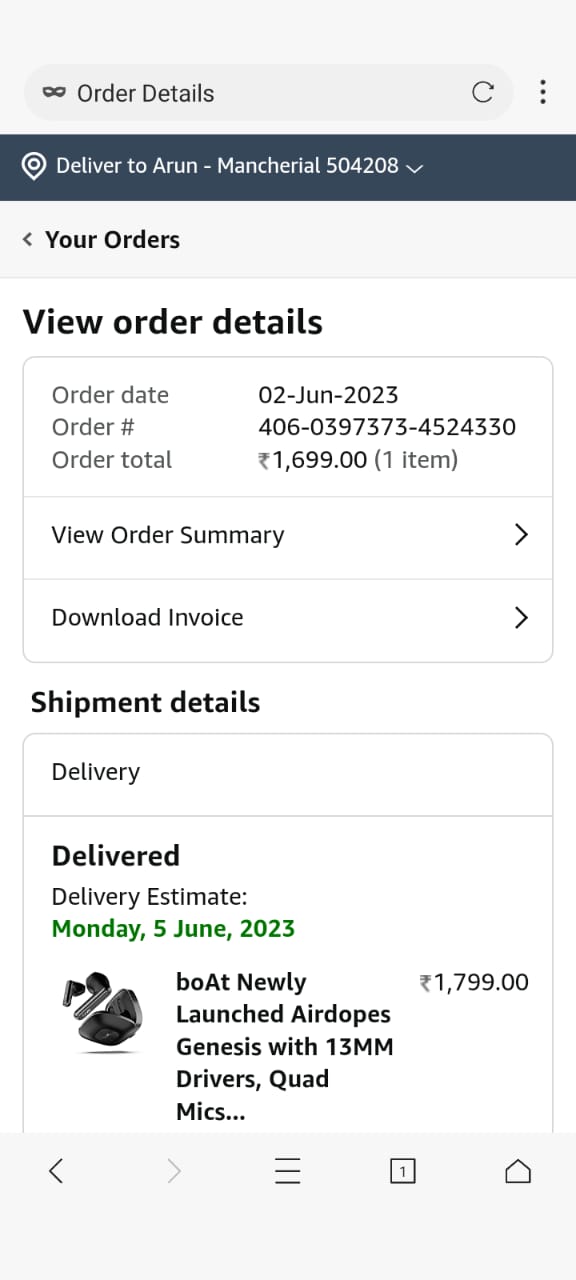 Order Details
Deliver to Arun - Mancherial 504208
Your Orders
View order details
Order date 02-Jun-2023
Order # 406-0397373-4524330
Order total ₹1,699.00 (1 item)
View Order Summary
Download Invoice
Shipment details
Delivery
Delivered
Delivery Estimate:
Monday, 5 June, 2023
boAt Newly ₹1,799.00
Launched Airdopes
Genesis with 13MM
Drivers, Quad
Mics...
1